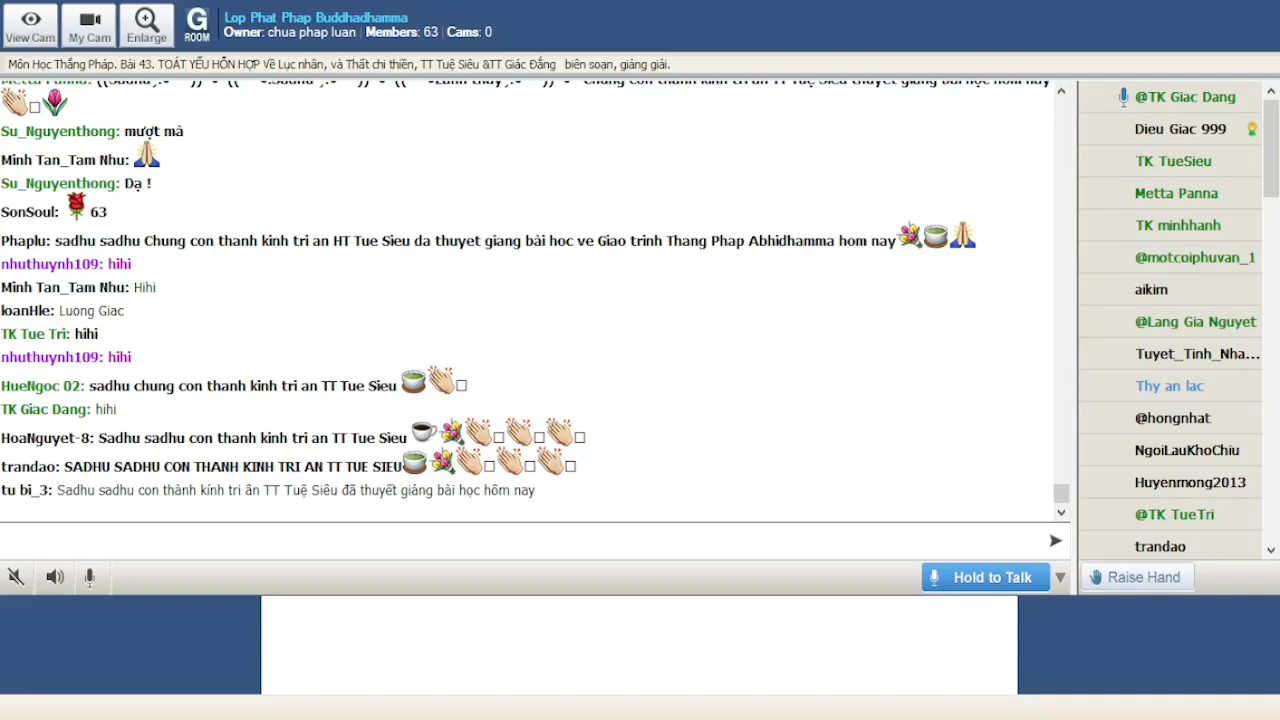 View Cam
My Cam
Enlarge
G
ROOM
Lop Phat Phap Buddhadhamma
Owner: chua phap luan | Members: 63 | Cams: 0
Môn Học Thắng Pháp. Bài 43. TOÁT YẾU HỖN HỢP Về Lục nhân, và Thất chi thiền, TT Tuệ Siêu &TT Giác Đẳng biên soạn, giảng giải.
Su_Nguyenthong: mượt mà
Minh Tan_Tam Nhu:
Su_Nguyenthong: Dạ !
SonSoul: 63
Phaplu: sadhu sadhu Chung con thanh kinh tri an HT Tue Sieu da thuyet giang bài hoc ve Giao trinh Thang Phap Abhidhamma hom nay
nhuthuynh109: hihi
Minh Tan_Tam Nhu: Hihi
loanHle: Luong Giac
TK Tue Tri: hihi
nhuthuynh109: hihi
HueNgoc 02: sadhu chung con thanh kinh tri an TT Tue Sieu
TK Giac Dang: hihi
HoaNguyet-8: Sadhu sadhu con thanh kinh tri an TT Tue Sieu
trandao: SADHU SADHU CON THANH KINH TRI AN TT TUE SIEU
tu bi_3: Sadhu sadhu con thành kính tri ân TT Tuệ Siêu đã thuyết giảng bài học hôm nay
@TK Giac Dang
Dieu Giac 999
TK TueSieu
Metta Panna
TK minhhanh
@motcoiphuvan_1
aikim
@Lang Gia Nguyet
Tuyet_Tinh_Nha...
Thy an lac
@hongnhat
NgoiLauKhoChiu
Huyenmong2013
@TK TueTri
trandao
Hold to Talk
Raise Hand